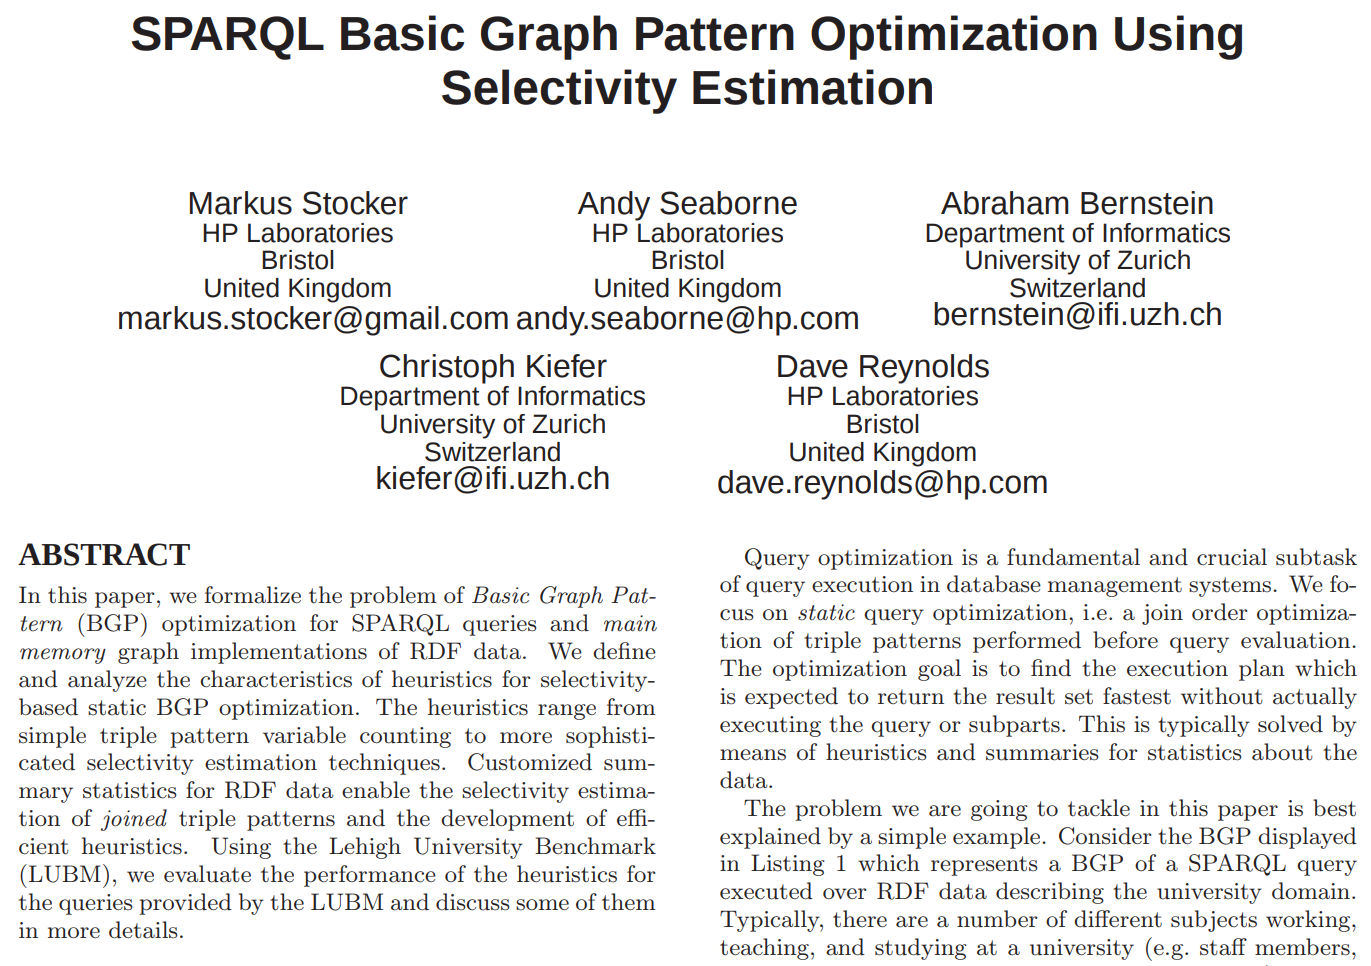 SPARQL Basic Graph Pattern Optimization Using
Selectivity Estimation
Markus Stocker
HP Laboratories
Bristol
United Kingdom
markus.stocker@gmail.com
Andy Seaborne
HP Laboratories
Bristol
United Kingdom
andy.seaborne@hp.com
Abraham Bernstein
Department of Informatics
University of Zurich
Switzerland
bernstein@ifi.uzh.ch
Christoph Kiefer
Department of Informatics
University of Zurich
Switzerland
kiefer@ifi.uzh.ch
Dave Reynolds
HP Laboratories
Bristol
United Kingdom
dave.reynolds@hp.com
ABSTRACT
In this paper, we formalize the problem of Basic Graph Pat-
tern (BGP) optimization for SPARQL queries and main
memory graph implementations of RDF data. We define
and analyze the characteristics of heuristics for selectivity-
based static BGP optimization. The heuristics range from
simple triple pattern variable counting to more sophisti-
cated selectivity estimation techniques. Customized sum-
mary statistics for RDF data enable the selectivity estima-
tion of joined triple patterns and the development of effi-
cient heuristics. Using the Lehigh University Benchmark
(LUBM), we evaluate the performance of the heuristics for
the queries provided by the LUBM and discuss some of them
in more details.
Query optimization is a fundamental and crucial subtask
of query execution in database management systems. We fo-
cus on static query optimization, i.e. a join order optimiza-
tion of triple patterns performed before query evaluation.
The optimization goal is to find the execution plan which
is expected to return the result set fastest without actually
executing the query or subparts. This is typically solved by
means of heuristics and summaries for statistics about the
data.
The problem we are going to tackle in this paper is best
explained by a simple example. Consider the BGP displayed
in Listing 1 which represents a BGP of a SPARQL query
executed over RDF data describing the university domain.
Typically, there are a number of different subjects working,
teaching, and studying at a university (e.g. staff members,